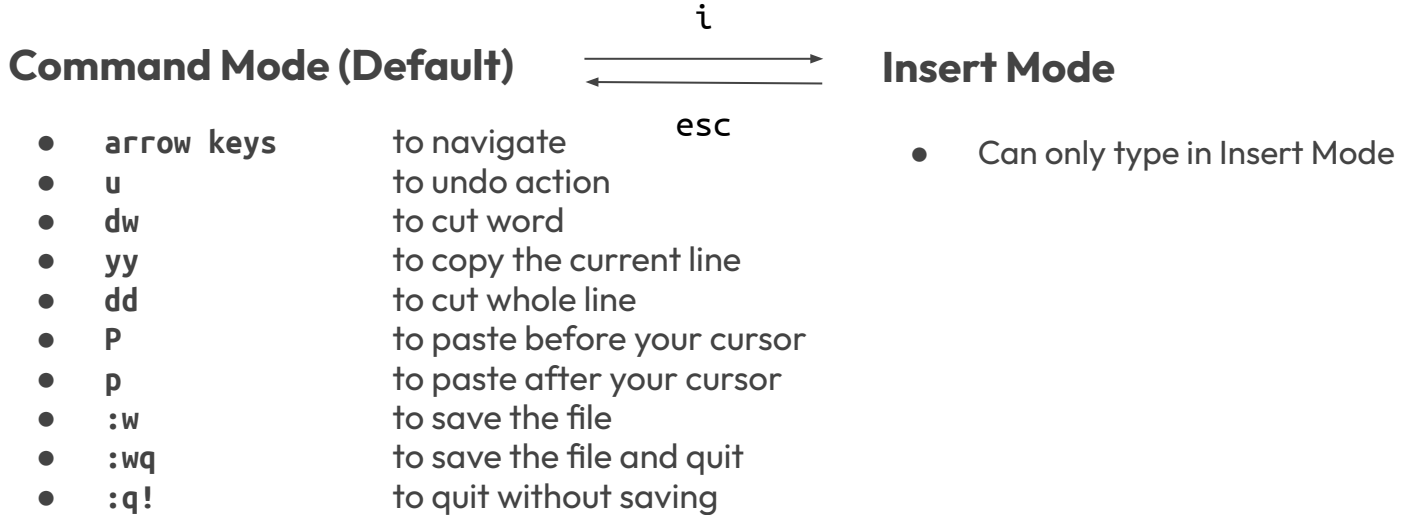 i
Command Mode (Default)
Insert Mode
esc
● arrow keys to navigate
● u to undo action
● dw to cut word
● yy to copy the current line
● dd to cut whole line
● P to paste before your cursor
● p to paste after your cursor
● :w to save the file
● :wq to save the file and quit
● :q! to quit without saving
● Can only type in Insert Mode